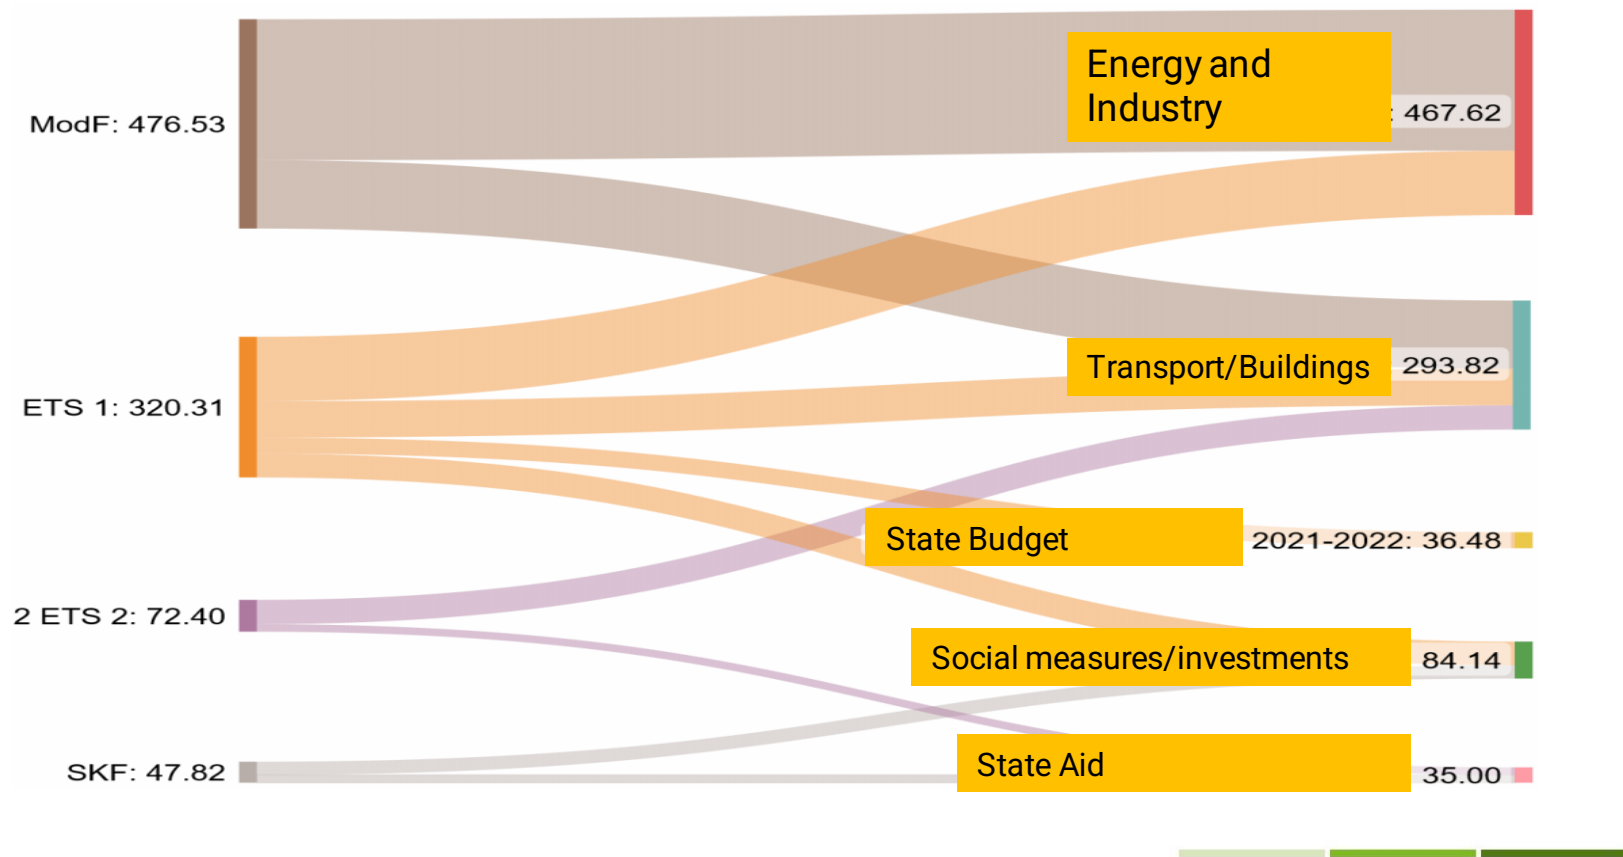 Energy and
Industry
: 467.62
ModF: 476.53
Transport/Buildings
293.82
ETS 1: 320.31
State Budget
2021-2022: 36.48
2 ETS 2: 72.40
Social measures/investments
84.14
SKF: 47.82
State Aid
35.00